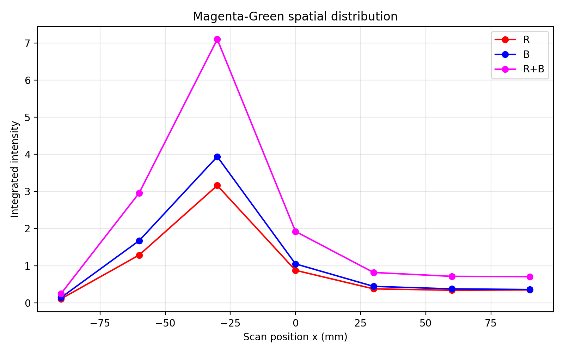 Magenta-Green spatial distribution
Integrated intensity
7
6
5
4
3
2
1
0
R
B
R+B
−75
−50
−25
0
25
50
75
Scan position x (mm)